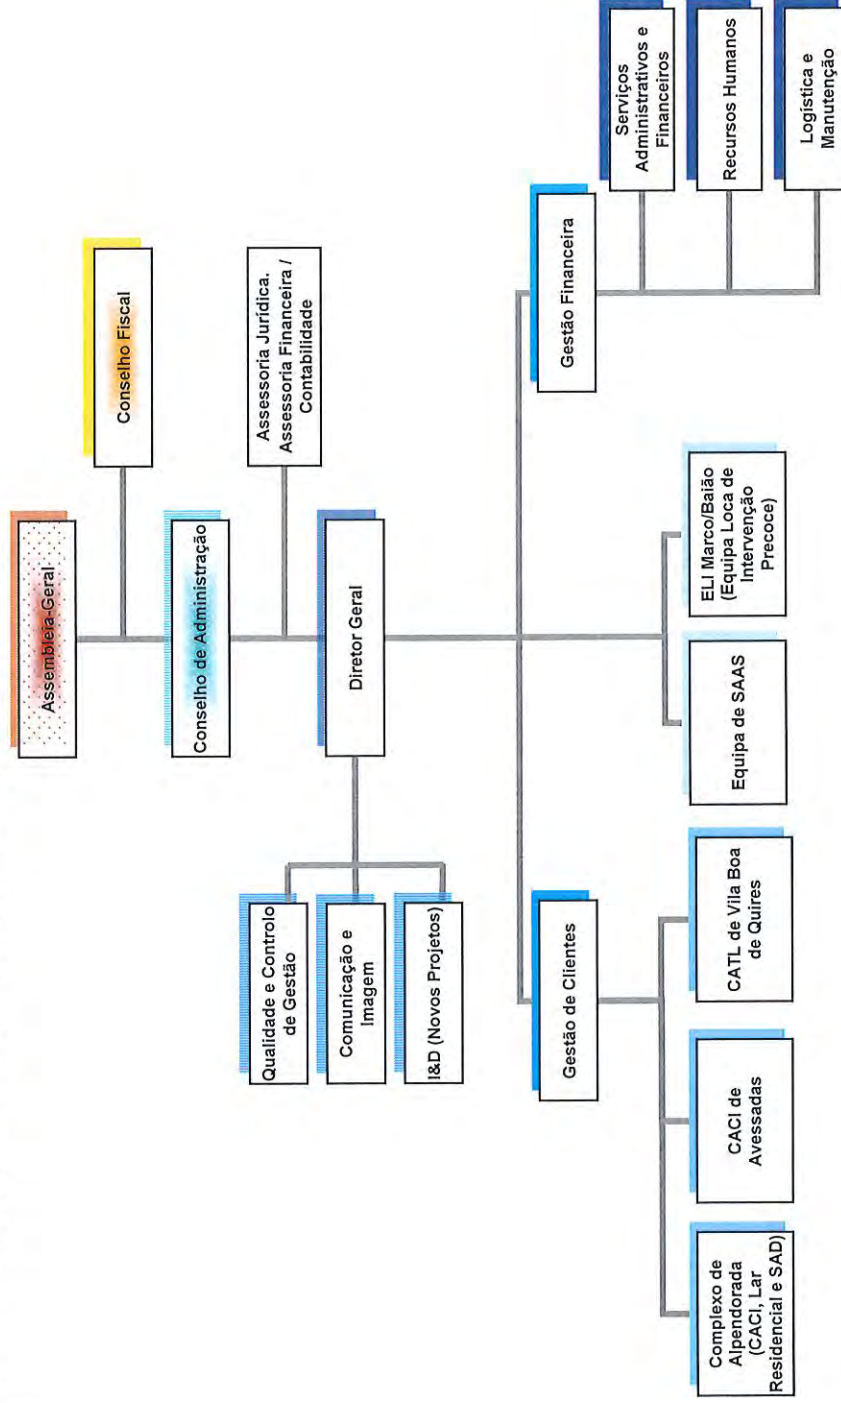 Assembleia-Geral
Conselho Fiscal
Conselho de Administração
Assessoria Jurídica.
Assessoria Financeira /
Contabilidade
Diretor Geral
Qualidade e Controlo
de Gestão
Comunicação e
Imagem
I&D (Novos Projetos)
Gestão de Clientes
Gestão Financeira
Complexo de
Alpendorada
(CACI, Lar
Residencial e SAD)
CACI de
Avessadas
CATL de Vila Boa
de Quires
Equipa de SAAS
ELI Marco/Baião
(Equipa Loca de
Intervenção
Precoce)
Serviços
Administrativos e
Financeiros
Recursos Humanos
Logística e
Manutenção